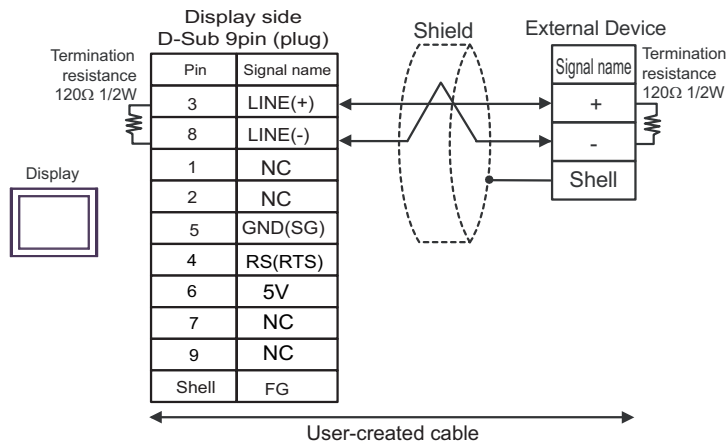 Display side
D-Sub 9pin (plug)
Shield
External Device
Termination
resistance
120Ω 1/2W
Pin Signal name
3 LINE(+)
8 LINE(-)
1 NC
2 NC
5 GND(SG)
4 RS(RTS)
6 5V
7 NC
9 NC
Shell FG
Signal name
+
-
Shell
Termination
resistance
120Ω 1/2W
Display
User-created cable